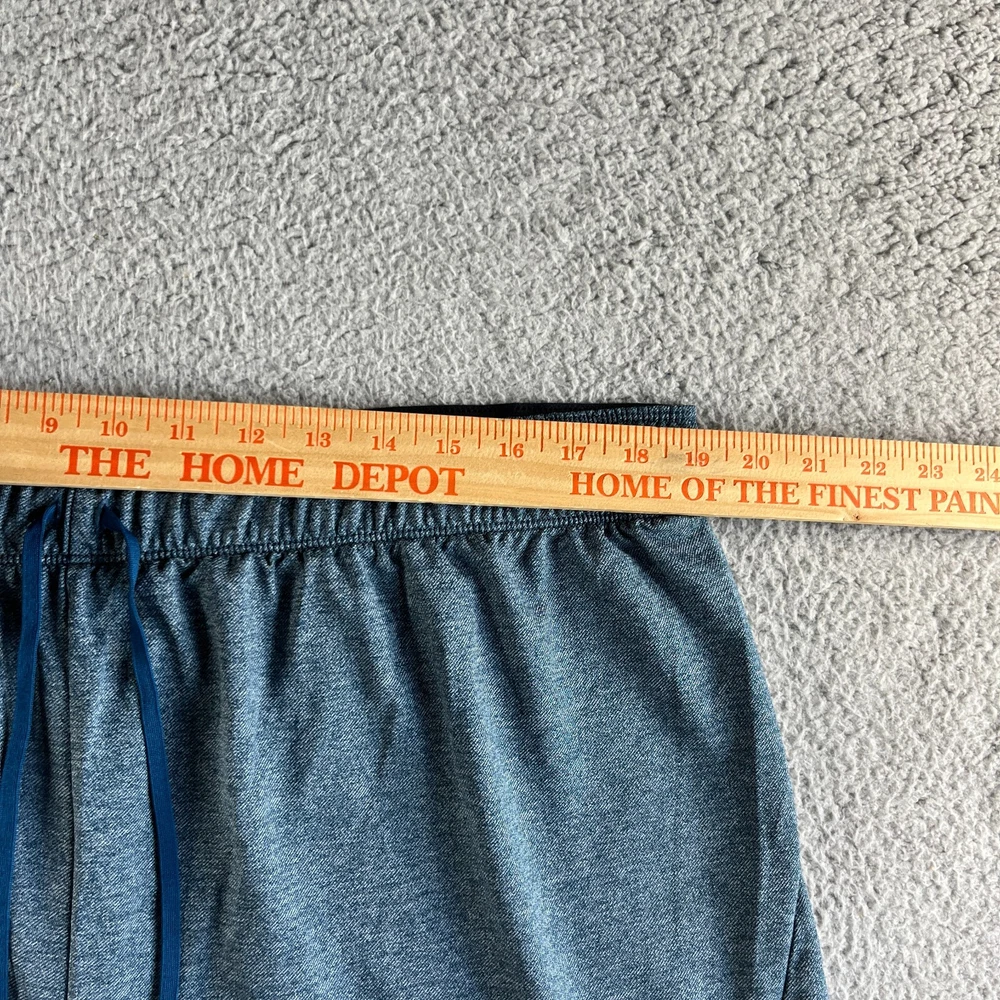 9 10 11 12 13 14 15 16 17 18 19 20 21 22 23 24
THE HOME DEPOT HOME OF THE FINEST PAIN